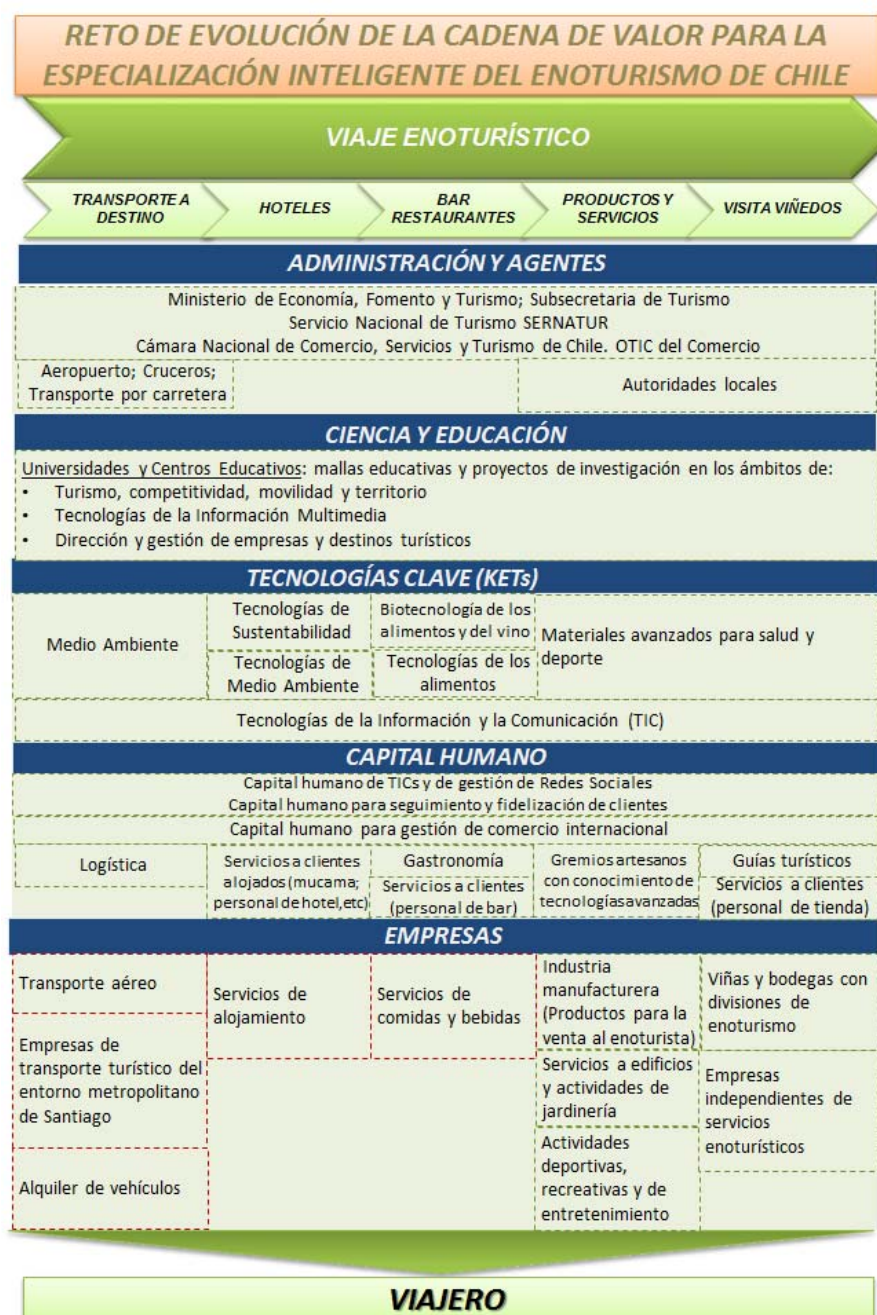 RETO DE EVOLUCIÓN DE LA CADENA DE VALOR PARA LA
ESPECIALIZACIÓN INTELIGENTE DEL ENOTURISMO DE CHILE
VIAJE ENOTURÍSTICO
TRANSPORTE A
DESTINO
HOTELES
BAR
RESTAURANTES
PRODUCTOS Y
SERVICIOS
VISITA VIÑEDOS
ADMINISTRACIÓN Y AGENTES
Ministerio de Economía, Fomento y Turismo; Subsecretaria de Turismo
Servicio Nacional de Turismo SERNATUR
Cámara Nacional de Comercio, Servicios y Turismo de Chile. OTIC del Comercio
Aeropuerto; Cruceros;
Transporte por carretera
Autoridades locales
CIENCIA Y EDUCACIÓN
Universidades y Centros Educativos: mallas educativas y proyectos de investigación en los ámbitos de:
• Turismo, competitividad, movilidad y territorio
• Tecnologías de la Información Multimedia
• Dirección y gestión de empresas y destinos turísticos
TECNOLOGÍAS CLAVE (KETs)
Medio Ambiente
Tecnologías de
Sustentabilidad
Tecnologías de
Medio Ambiente
Biotecnología de los
alimentos y del vino
Tecnologías de los
alimentos
Materiales avanzados para salud y
deporte
Tecnologías de la Información y la Comunicación (TIC)
CAPITAL HUMANO
Capital humano de TICs y de gestión de Redes Sociales
Capital humano para seguimiento y fidelización de clientes
Capital humano para gestión de comercio internacional
Logística
Servicios a clientes
alojados (mucama;
personal de hotel, etc)
Gastronomía
Servicios a clientes
(personal de bar)
Gremios artesanos
con conocimiento de
tecnologías avanzadas
Guías turísticos
Servicios a clientes
(personal de tienda)
EMPRESAS
Transporte aéreo
Empresas de
transporte turístico del
entorno metropolitano
de Santiago
Alquiler de vehículos
Servicios de
alojamiento
Servicios de
comidas y bebidas
Industria
manufacturera
(Productos para la
venta al enoturista)
Servicios a edificios
y actividades de
jardinería
Actividades
deportivas,
recreativas y de
entretenimiento
Viñas y bodegas con
divisiones de
enoturismo
Empresas
independientes de
servicios
enoturísticos
VIAJERO